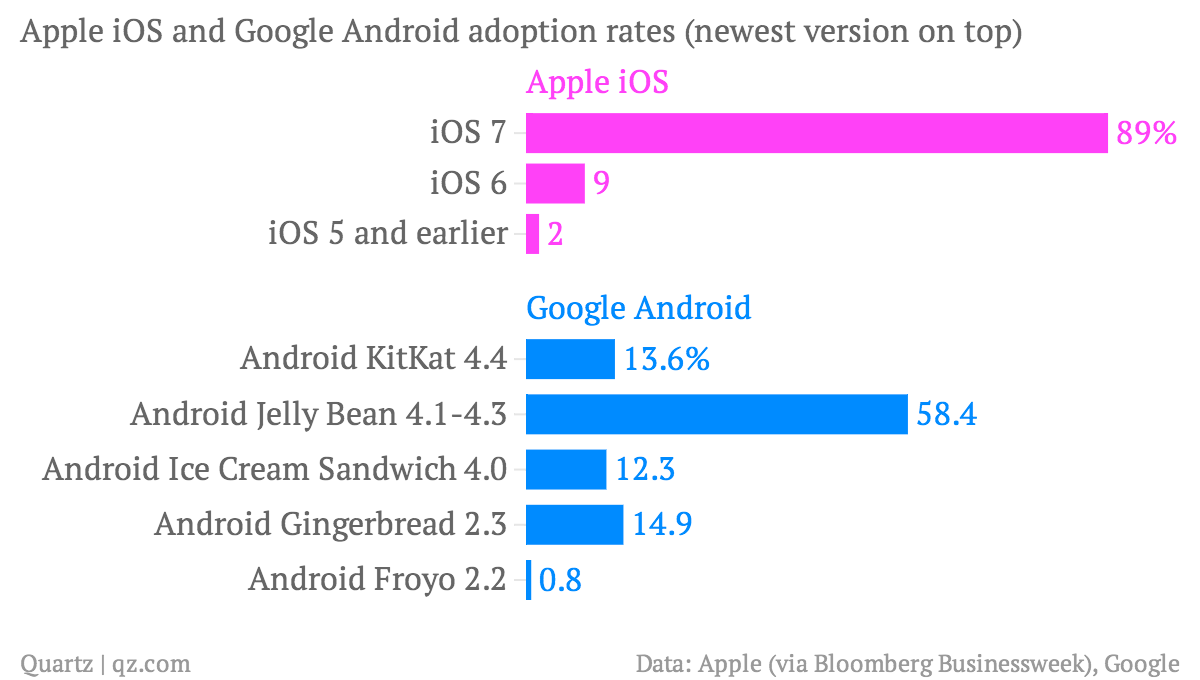 Apple iOS and Google Android adoption rates (newest version on top)
Apple iOS
iOS 7 89%
iOS 6 9
iOS 5 and earlier 2
Google Android
Android KitKat 4.4 13.6%
Android Jelly Bean 4.1-4.3 58.4
Android Ice Cream Sandwich 4.0 12.3
Android Gingerbread 2.3 14.9
Android Froyo 2.2 0.8
Quartz | qz.com Data: Apple (via Bloomberg Businessweek), Google